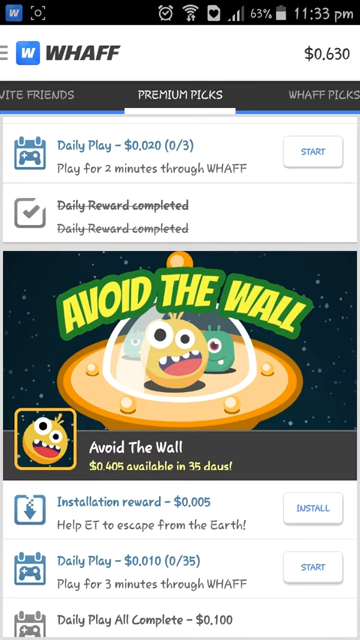 W
63%
11:33 pm
W WHAFF
$0,630
VITE FRIENDS
PREMIUM PICKS
WHAFF PICKS
Daily Play - $0,020 (0/3)
START
Play for 2 minutes through WHAFF
Daily Reward completed
Daily Reward completed
AVOID THE WALL
Avoid The Wall
$0.405 available in 35 days!
Installation reward - $0,005
INSTALL
Help ET to escape from the Earth!
Daily Play - $0,010 (0/35)
START
Play for 3 minutes through WHAFF
Daily Play All Complete - $0,100